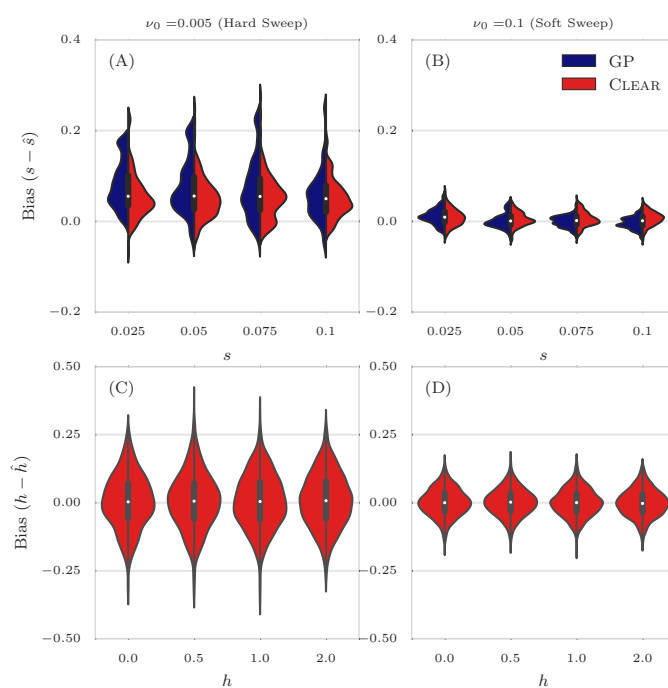 ν0 =0.005 (Hard Sweep)
ν0 =0.1 (Soft Sweep)
0.4
(A)
0.2
0.0
−0.2
Bias (s − ŝ)
0.025 0.05 0.075 0.1
s
0.4
(B)
GP
CLEAR
0.2
0.0
−0.2
0.025 0.05 0.075 0.1
s
0.50
(C)
0.25
0.00
−0.25
−0.50
Bias (h − ĥ)
0.0 0.5 1.0 2.0
h
0.50
(D)
0.25
0.00
−0.25
−0.50
0.0 0.5 1.0 2.0
h